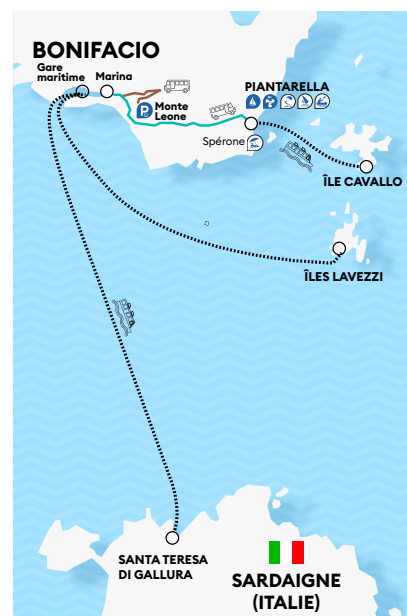 BONIFACIO
Gare
maritime
Marina
P
Monte
Leone
PIANTARELLA
Spérone
ÎLE CAVALLO
ÎLES LAVEZZI
SANTA TERESA
DI GALLURA
SARDAIGNE
(ITALIE)